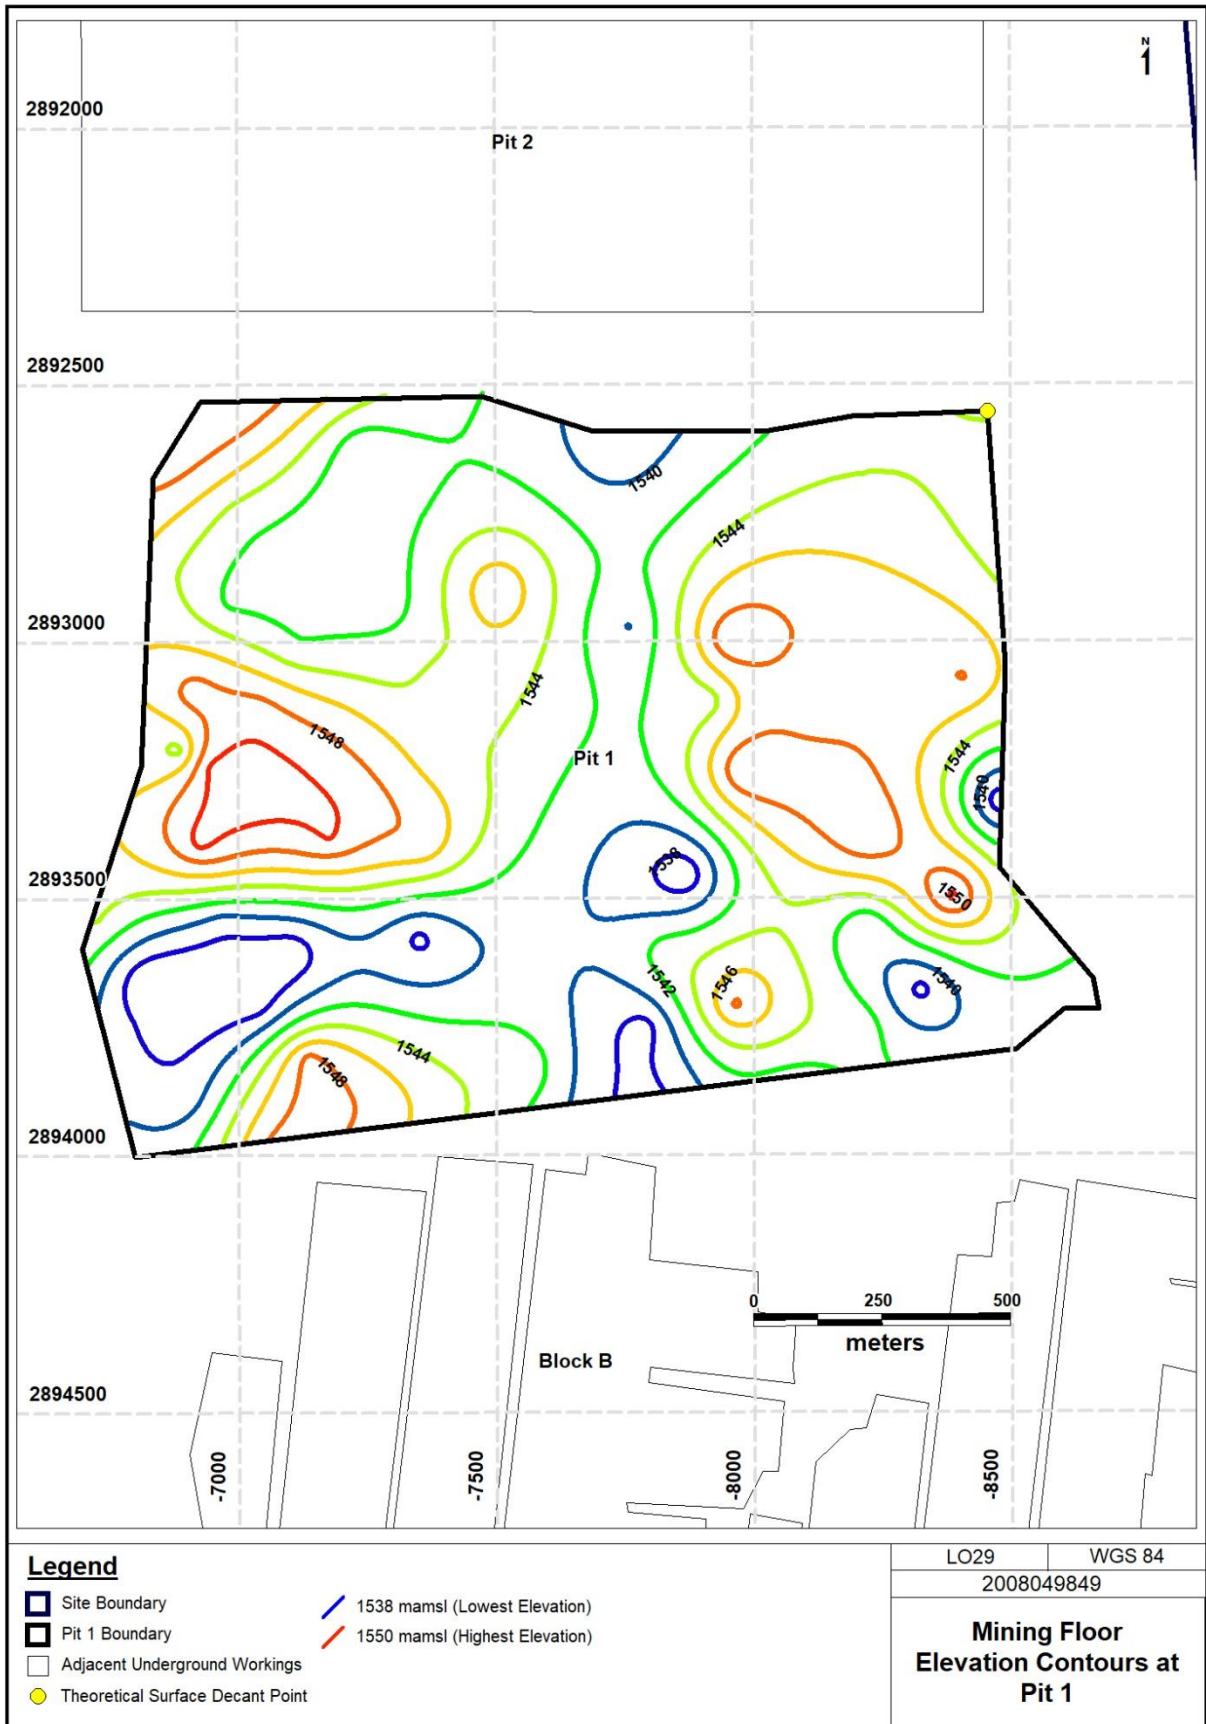 N
2892000
Pit 2
2892500
1540
1544
2893000
1544
1548
1544
Pit 1
1540
1538
2893500
1550
1546
1542
1540
1544
1548
2894000
0 250 500
meters
Block B
2894500
-7000
-7500
-8000
-8500
Legend
Site Boundary
Pit 1 Boundary
Adjacent Underground Workings
Theoretical Surface Decant Point
1538 mamsl (Lowest Elevation)
1550 mamsl (Highest Elevation)
LO29
WGS 84
2008049849
Mining Floor
Elevation Contours at
Pit 1